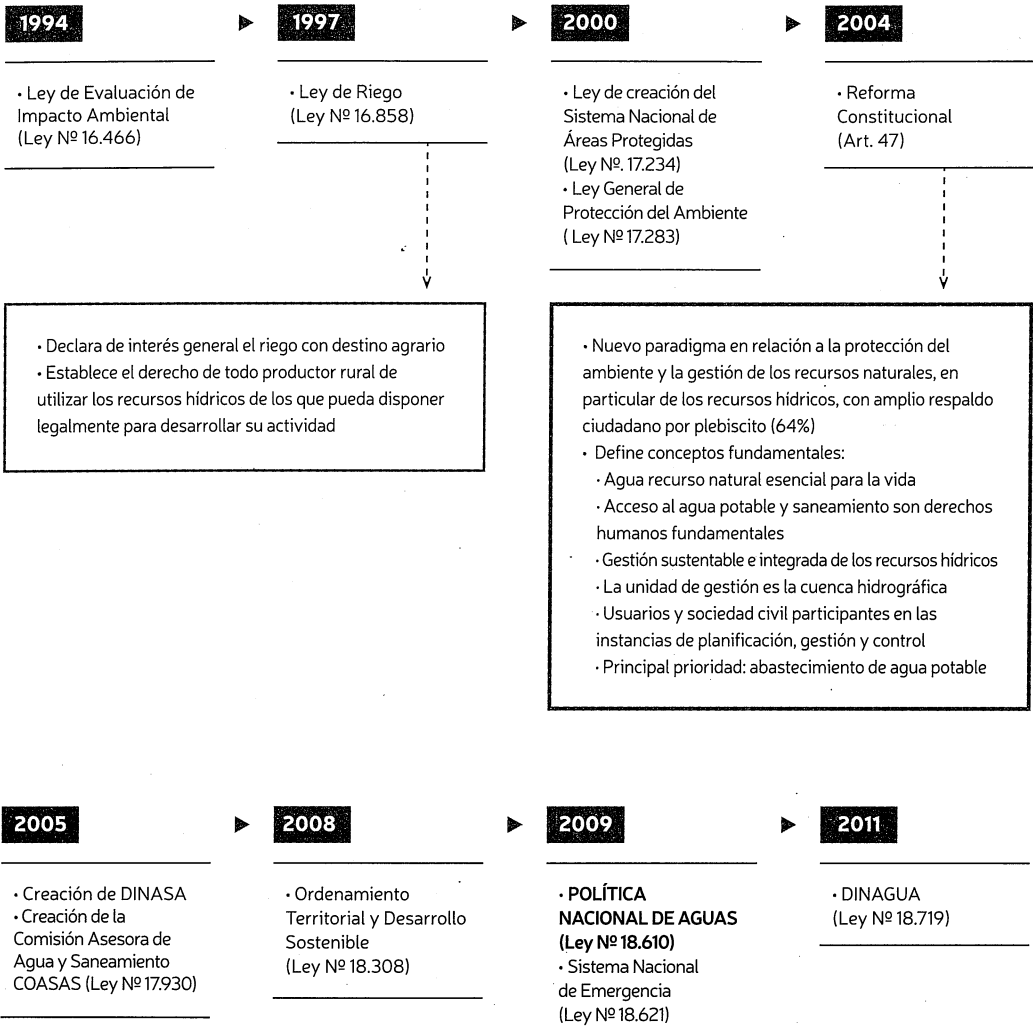 1994
• Ley de Evaluación de
Impacto Ambiental
(Ley Nº 16.466)
1997
• Ley de Riego
(Ley Nº 16.858)
2000
• Ley de creación del
Sistema Nacional de
Áreas Protegidas
(Ley Nº. 17.234)
• Ley General de
Protección del Ambiente
( Ley Nº 17.283)
2004
• Reforma
Constitucional
(Art. 47)
• Declara de interés general el riego con destino agrario
• Establece el derecho de todo productor rural de
utilizar los recursos hídricos de los que pueda disponer
legalmente para desarrollar su actividad
• Nuevo paradigma en relación a la protección del
ambiente y la gestión de los recursos naturales, en
particular de los recursos hídricos, con amplio respaldo
ciudadano por plebiscito (64%)
• Define conceptos fundamentales:
• Agua recurso natural esencial para la vida
• Acceso al agua potable y saneamiento son derechos
humanos fundamentales
• Gestión sustentable e integrada de los recursos hídricos
• La unidad de gestión es la cuenca hidrográfica
• Usuarios y sociedad civil participantes en las
instancias de planificación, gestión y control
• Principal prioridad: abastecimiento de agua potable
2005
• Creación de DINASA
• Creación de la
Comisión Asesora de
Agua y Saneamiento
COASAS (Ley Nº 17.930)
2008
• Ordenamiento
Territorial y Desarrollo
Sostenible
(Ley Nº 18.308)
2009
• POLÍTICA
NACIONAL DE AGUAS
(Ley Nº 18.610)
• Sistema Nacional
de Emergencia
(Ley Nº 18.621)
2011
• DINAGUA
(Ley Nº 18.719)